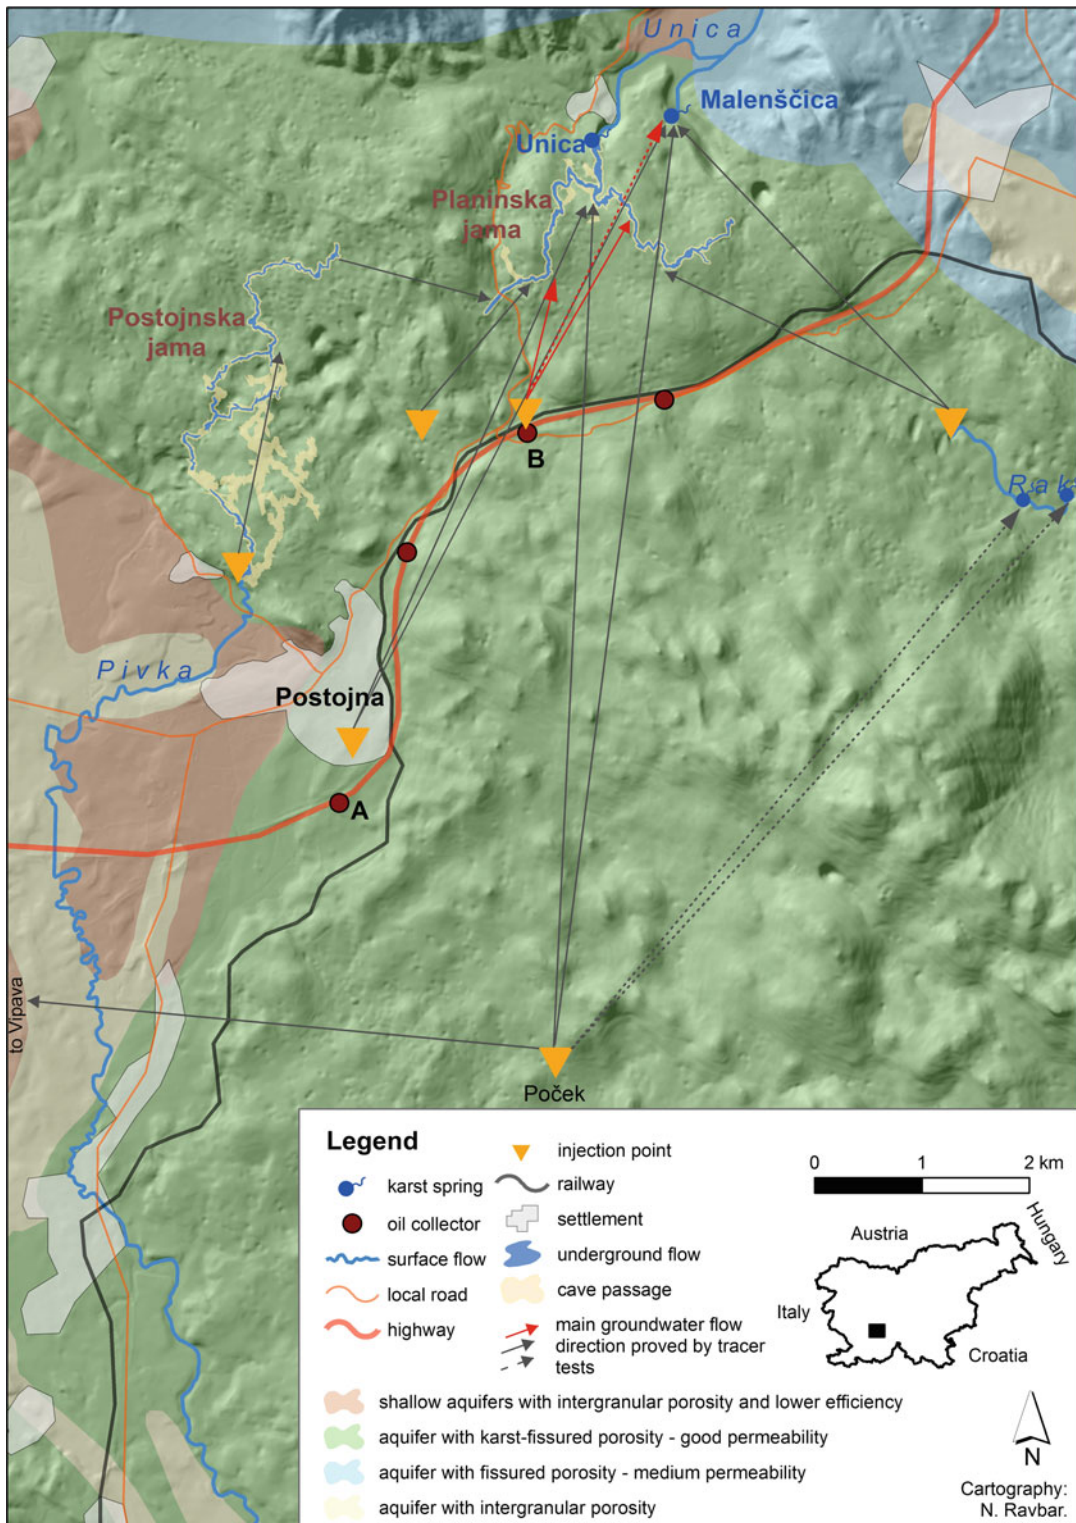 Unica
Malenščica
Unica
Planinska
jama
Postojnska
jama
B
Rak
Pivka
Postojna
A
to Vipava
Poček
Legend
karst spring
oil collector
surface flow
local road
highway
injection point
railway
settlement
underground flow
cave passage
main groundwater flow
direction proved by tracer
tests
shallow aquifers with intergranular porosity and lower efficiency
aquifer with karst-fissured porosity - good permeability
aquifer with fissured porosity - medium permeability
aquifer with intergranular porosity
0 1 2 km
Austria
Hungary
Italy
Croatia
N
Cartography:
N. Ravbar.